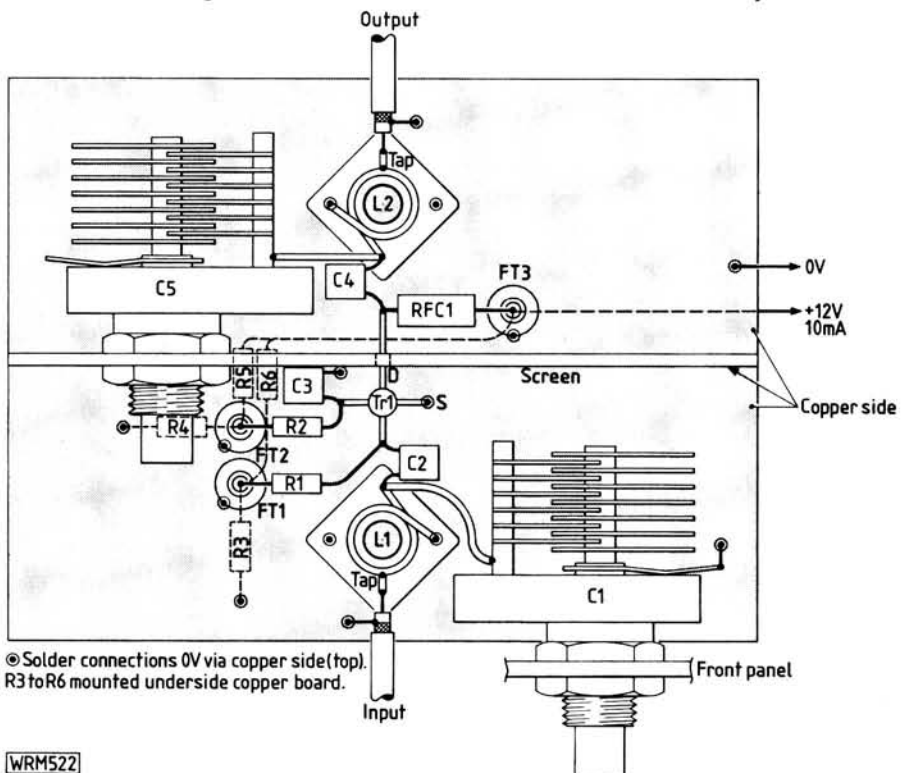 Output
Tap
L2
C5
C4
FT3
RFC1
0V
+12V
10mA
R5
R6
C3
D
Screen
Tr1
S
Copper side
R4
R2
FT2
C2
R1
FT1
R3
L1
Tap
C1
⊙ Solder connections 0V via copper side(top).
R3 to R6 mounted underside copper board.
Front panel
Input
WRM522